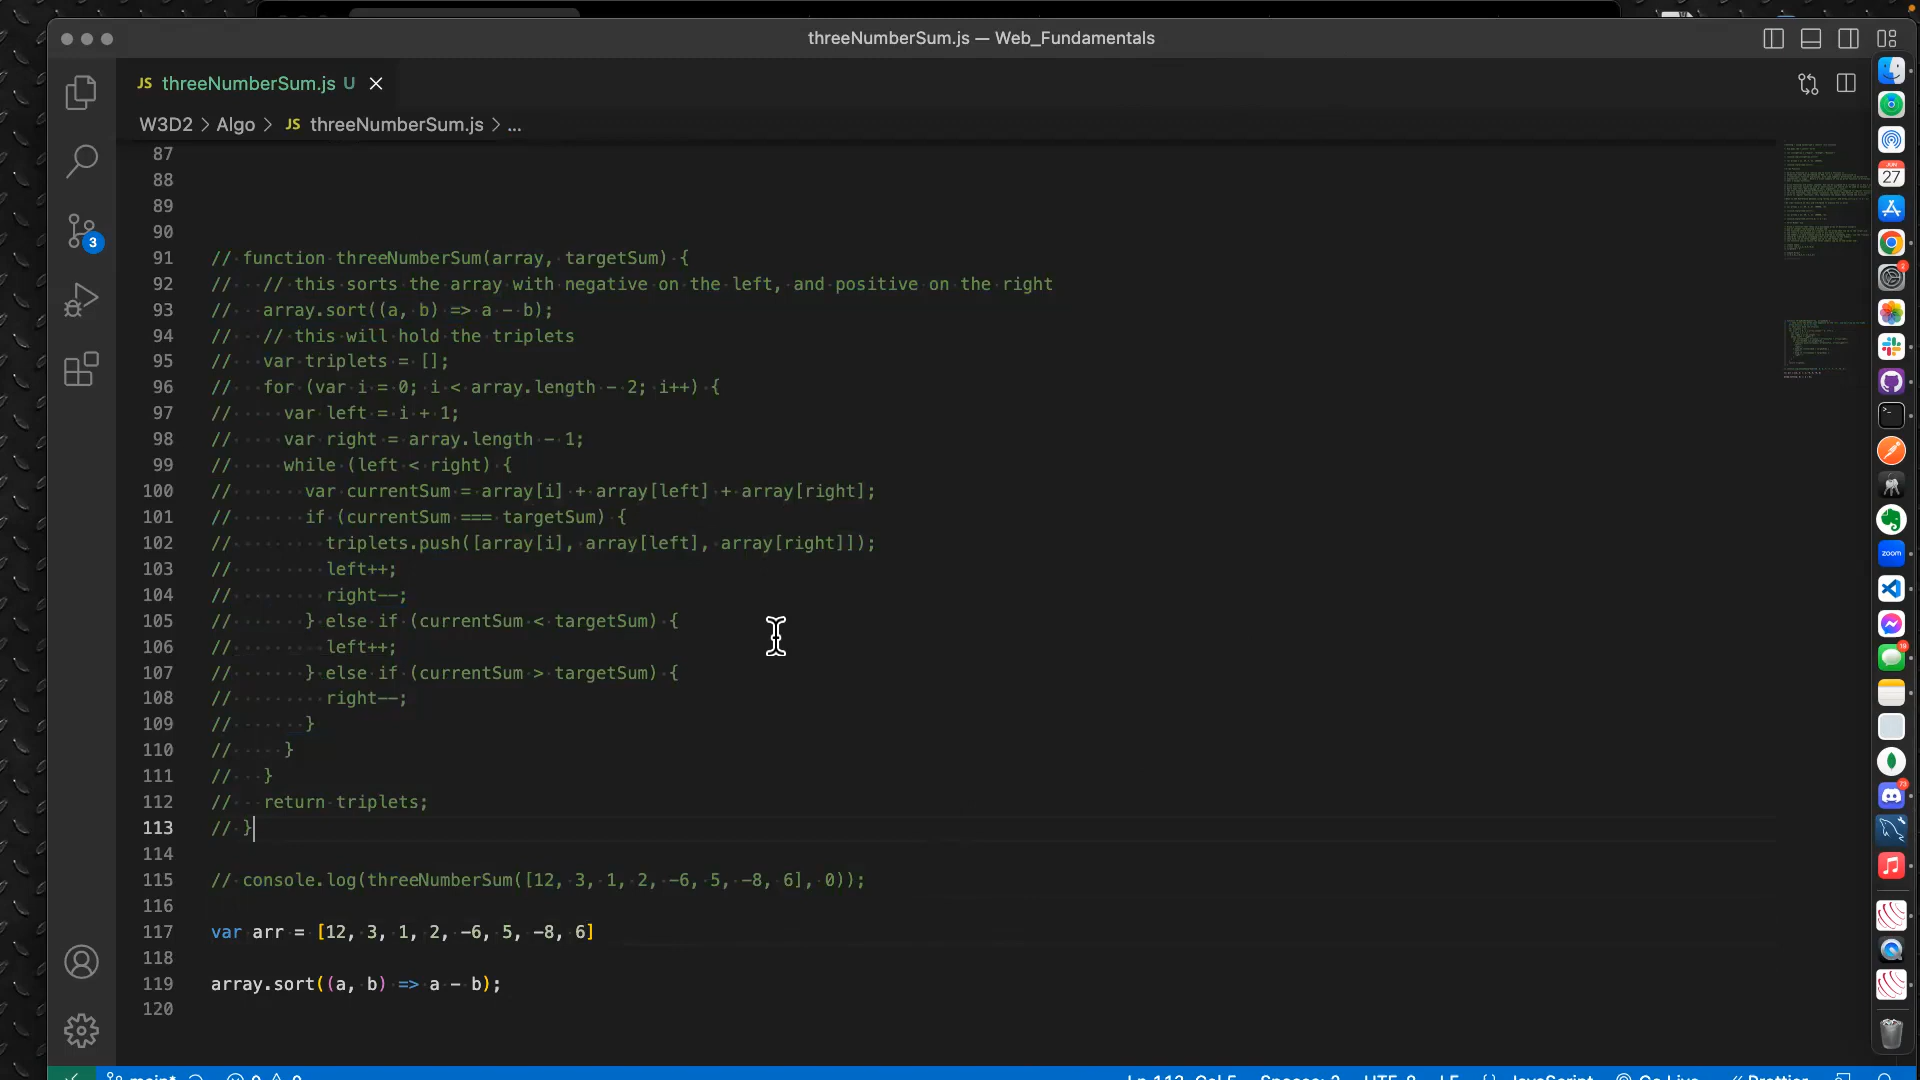 threeNumberSum.js — Web_Fundamentals
JS threeNumberSum.js U
W3D2 > Algo > JS threeNumberSum.js > ...
87
88
89
90
91 // function threeNumberSum(array, targetSum) {
92 // // this sorts the array with negative on the left, and positive on the right
93 // array.sort((a, b) => a - b);
94 // // this will hold the triplets
95 // var triplets = [];
96 // for (var i = 0; i < array.length - 2; i++) {
97 // var left = i + 1;
98 // var right = array.length - 1;
99 // while (left < right) {
100 // var currentSum = array[i] + array[left] + array[right];
101 // if (currentSum === targetSum) {
102 // triplets.push([array[i], array[left], array[right]]);
103 // left++;
104 // right--;
105 // } else if (currentSum < targetSum) {
106 // left++;
107 // } else if (currentSum > targetSum) {
108 // right--;
109 // }
110 // }
111 // }
112 // return triplets;
113 // }
114
115 // console.log(threeNumberSum([12, 3, 1, 2, -6, 5, -8, 6], 0));
116
117 var arr = [12, 3, 1, 2, -6, 5, -8, 6]
118
119 array.sort((a, b) => a - b);
120
3
JUN
27
2
zoom
19
73